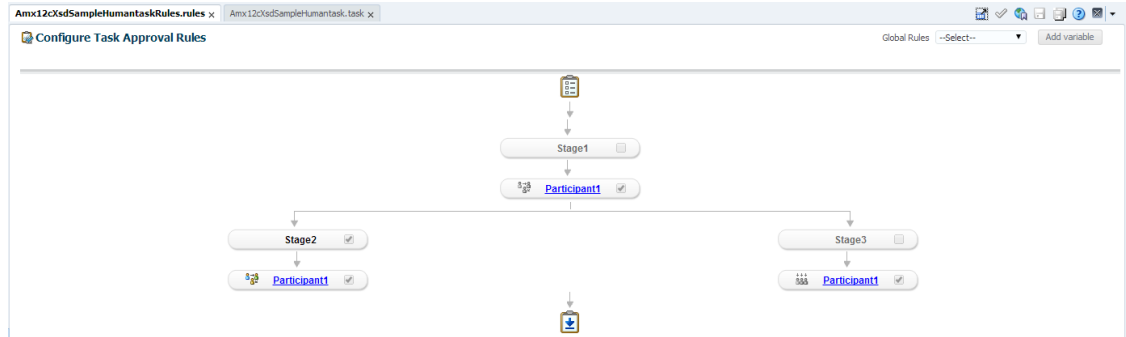 Amx12cXsdSampleHumantaskRules.rules x Amx12cXsdSampleHumantask.task x
Configure Task Approval Rules Global Rules --Select-- Add variable
Stage1
Participant1
Stage2 Stage3
Participant1 Participant1